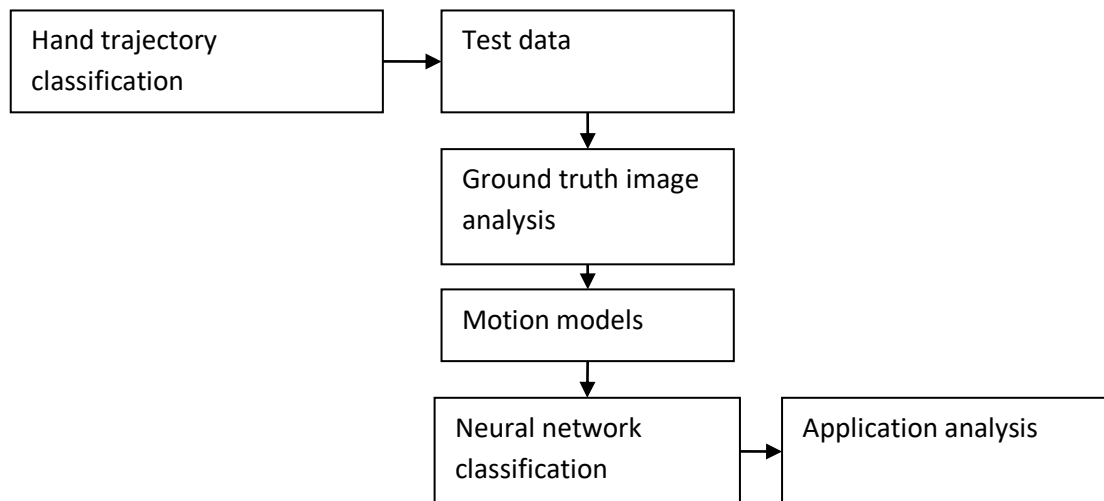 Hand trajectory
classification
Test data
Ground truth image
analysis
Motion models
Neural network
classification
Application analysis